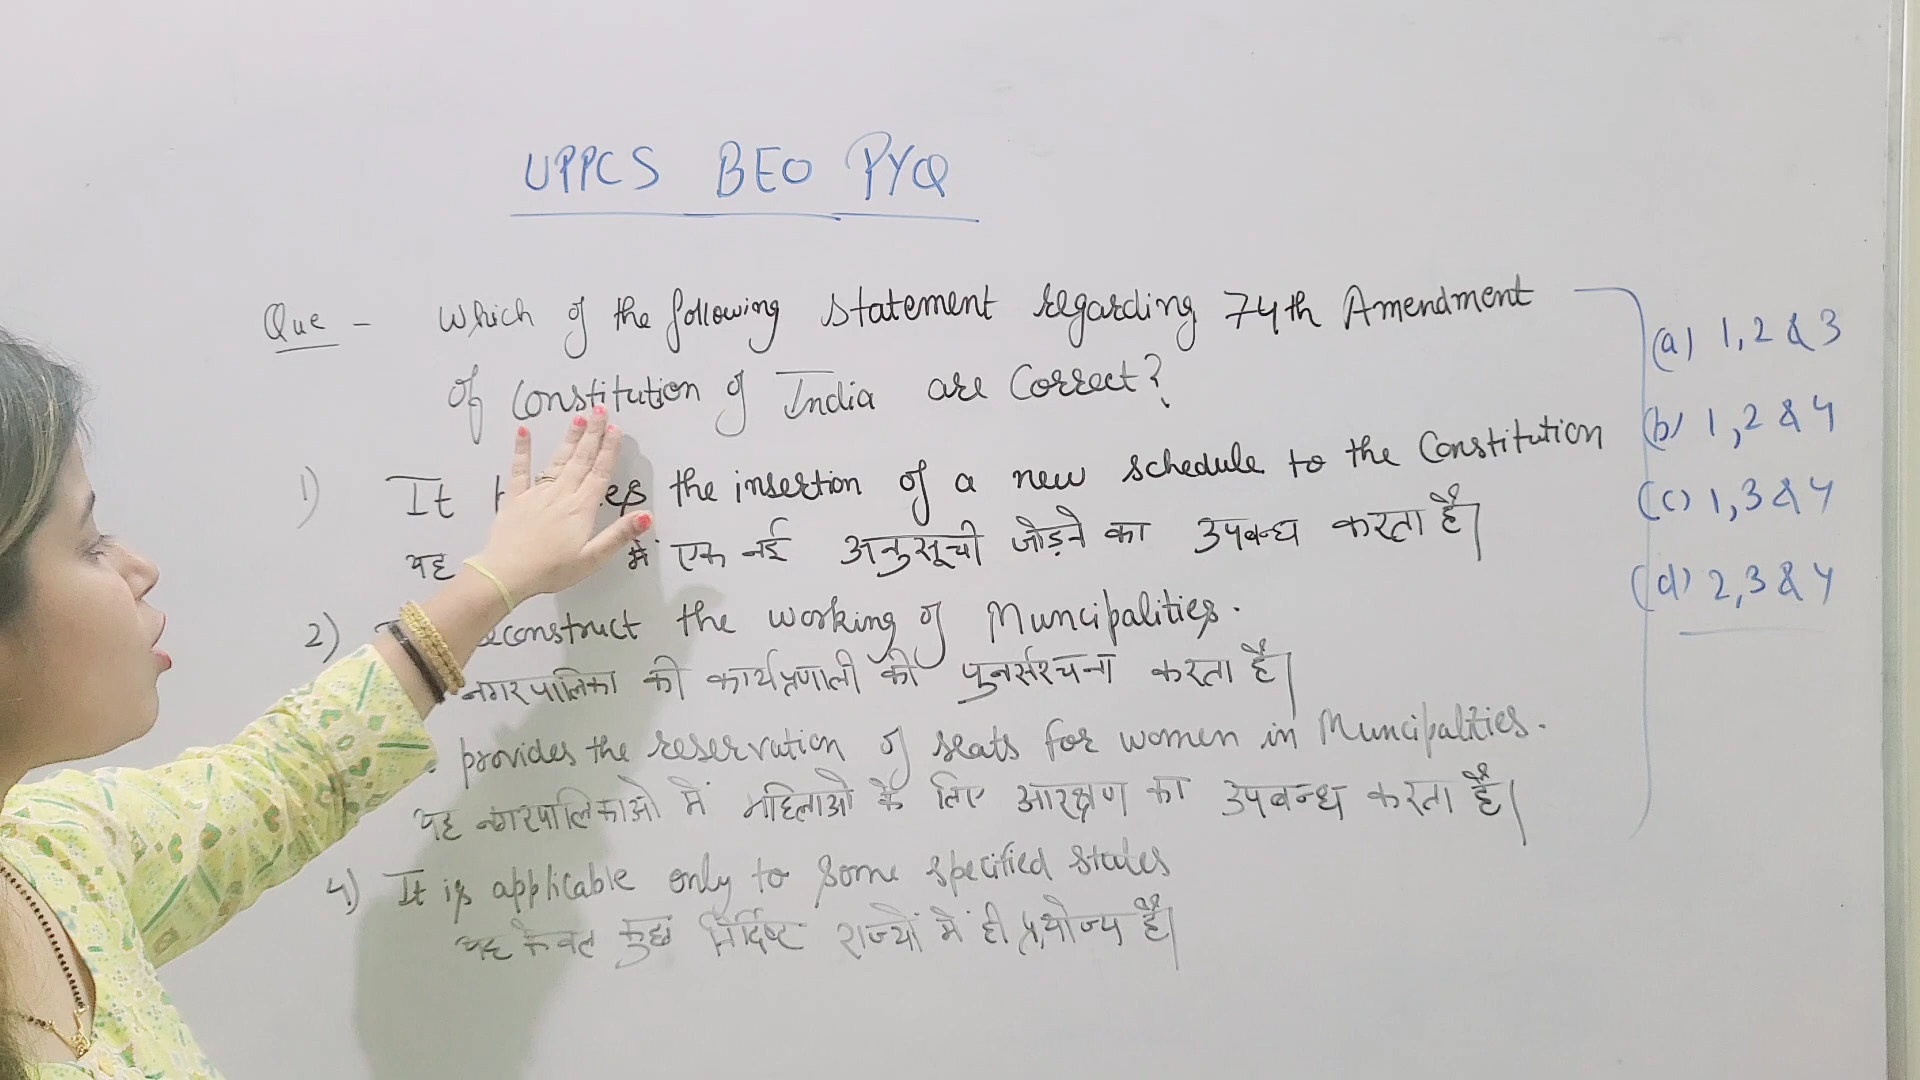 UPPCS BEO PYQ
Que - Which of the following statement regarding 74th Amendment
of Constitution of India are Correct?
1) It the insertion of a new schedule to the Constitution
यह में एक नई अनुसूची जोड़ने का उपबन्ध करता है।
2) the working of Muncipalities.
नगरपालिका की कार्यप्रणाली की पुनर्संरचना करता है।
provides the reservation of seats for women in Muncipalties.
यह नगरपालिकाओ में महिलाओ के लिए आरक्षण का उपबन्ध करता है।
4) It is applicable only to some specified states
यह केवल कुछ निर्दिष्ट राज्यों में ही प्रयोज्य है।
(a) 1,2 & 3
(b) 1,2 & 4
(c) 1,3 & 4
(d) 2,3 & 4